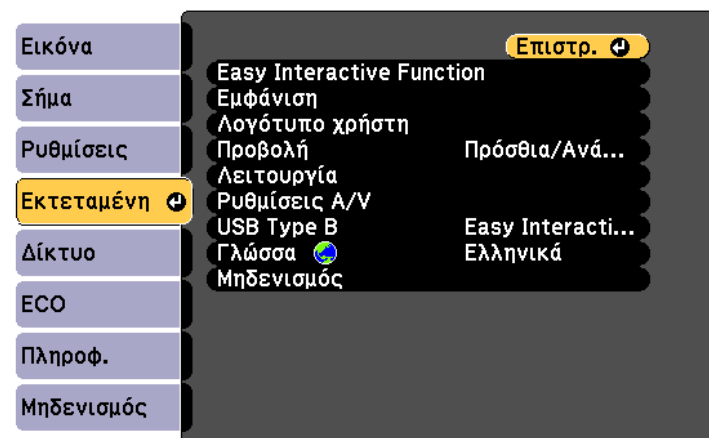 Εικόνα
Σήμα
Ρυθμίσεις
Εκτεταμένη
Δίκτυο
ECO
Πληροφ.
Μηδενισμός
Επιστρ.
Easy Interactive Function
Εμφάνιση
Λογότυπο χρήστη
Προβολή Πρόσθια/Ανά...
Λειτουργία
Ρυθμίσεις A/V
USB Type B Easy Interacti...
Γλώσσα Ελληνικά
Μηδενισμός